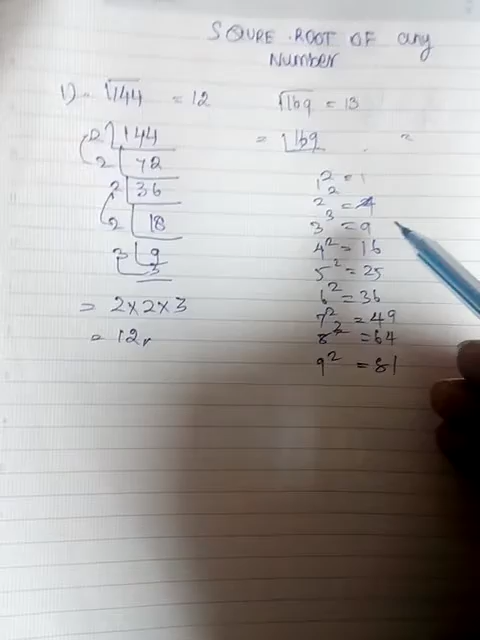 SQURE ROOT OF any
Number
1) √144 = 12
2 144
2 72
2 36
2 18
3 9
3
= 2×2×3
= 12
√169 = 13
= √169 =
1² = 1
2² = 4
3³ = 9
4² = 16
5² = 25
6² = 36
7² = 49
8² = 64
9² = 81